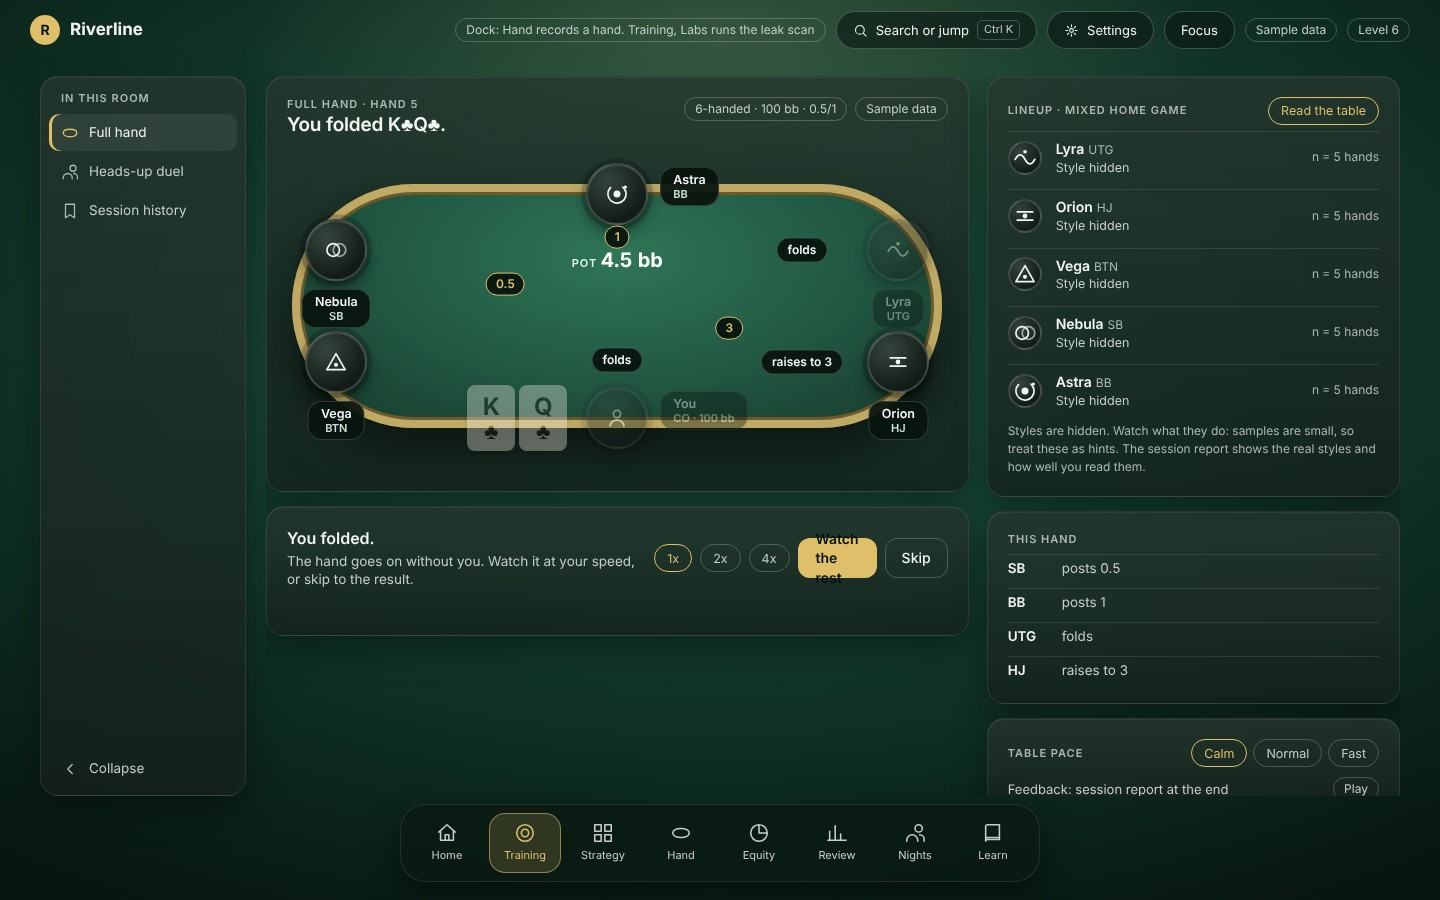 R Riverline
Dock: Hand records a hand. Training, Labs runs the leak scan
Search or jump Ctrl K
Settings
Focus
Sample data
Level 6
IN THIS ROOM
Full hand
Heads-up duel
Session history
Collapse
FULL HAND · HAND 5
You folded K♣Q♣.
6-handed · 100 bb · 0.5/1
Sample data
Astra
BB
1
POT 4.5 bb
folds
0.5
Nebula
SB
Lyra
UTG
3
folds
raises to 3
Vega
BTN
K
♣
Q
♣
You
CO · 100 bb
Orion
HJ
You folded.
The hand goes on without you. Watch it at your speed,
or skip to the result.
1x
2x
4x
Watch
the
rest
Skip
LINEUP · MIXED HOME GAME
Read the table
Lyra UTG
Style hidden
n = 5 hands
Orion HJ
Style hidden
n = 5 hands
Vega BTN
Style hidden
n = 5 hands
Nebula SB
Style hidden
n = 5 hands
Astra BB
Style hidden
n = 5 hands
Styles are hidden. Watch what they do: samples are small, so
treat these as hints. The session report shows the real styles and
how well you read them.
THIS HAND
SB posts 0.5
BB posts 1
UTG folds
HJ raises to 3
TABLE PACE
Calm
Normal
Fast
Feedback: session report at the end
Play
Home
Training
Strategy
Hand
Equity
Review
Nights
Learn